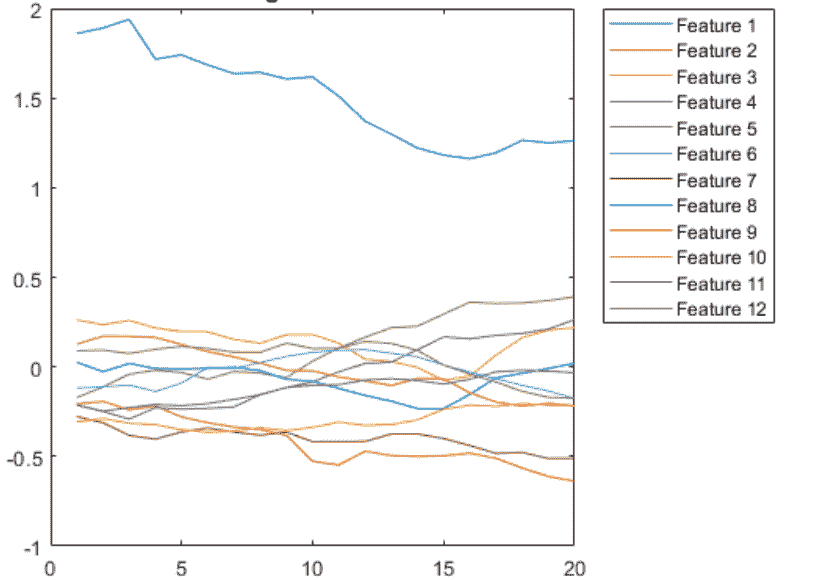 2
1.5
1
0.5
0
-0.5
-1
0 5 10 15 20
Feature 1
Feature 2
Feature 3
Feature 4
Feature 5
Feature 6
Feature 7
Feature 8
Feature 9
Feature 10
Feature 11
Feature 12